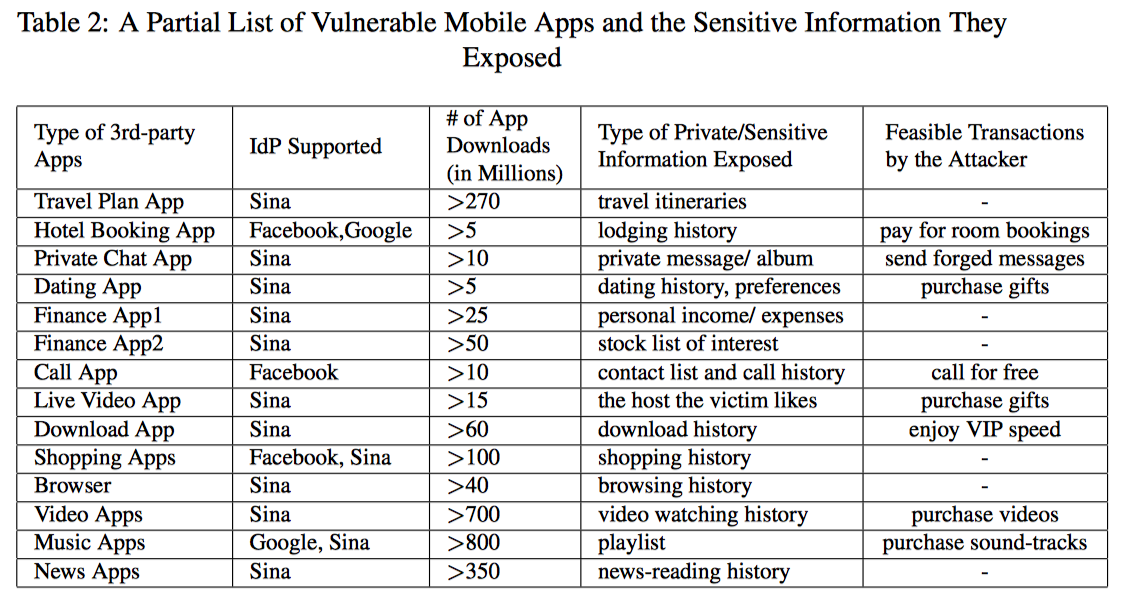 Table 2: A Partial List of Vulnerable Mobile Apps and the Sensitive Information They
Exposed
Type of 3rd-party Apps | IdP Supported | # of App Downloads (in Millions) | Type of Private/Sensitive Information Exposed | Feasible Transactions by the Attacker
Travel Plan App | Sina | >270 | travel itineraries | -
Hotel Booking App | Facebook,Google | >5 | lodging history | pay for room bookings
Private Chat App | Sina | >10 | private message/ album | send forged messages
Dating App | Sina | >5 | dating history, preferences | purchase gifts
Finance App1 | Sina | >25 | personal income/ expenses | -
Finance App2 | Sina | >50 | stock list of interest | -
Call App | Facebook | >10 | contact list and call history | call for free
Live Video App | Sina | >15 | the host the victim likes | purchase gifts
Download App | Sina | >60 | download history | enjoy VIP speed
Shopping Apps | Facebook, Sina | >100 | shopping history | -
Browser | Sina | >40 | browsing history | -
Video Apps | Sina | >700 | video watching history | purchase videos
Music Apps | Google, Sina | >800 | playlist | purchase sound-tracks
News Apps | Sina | >350 | news-reading history | -